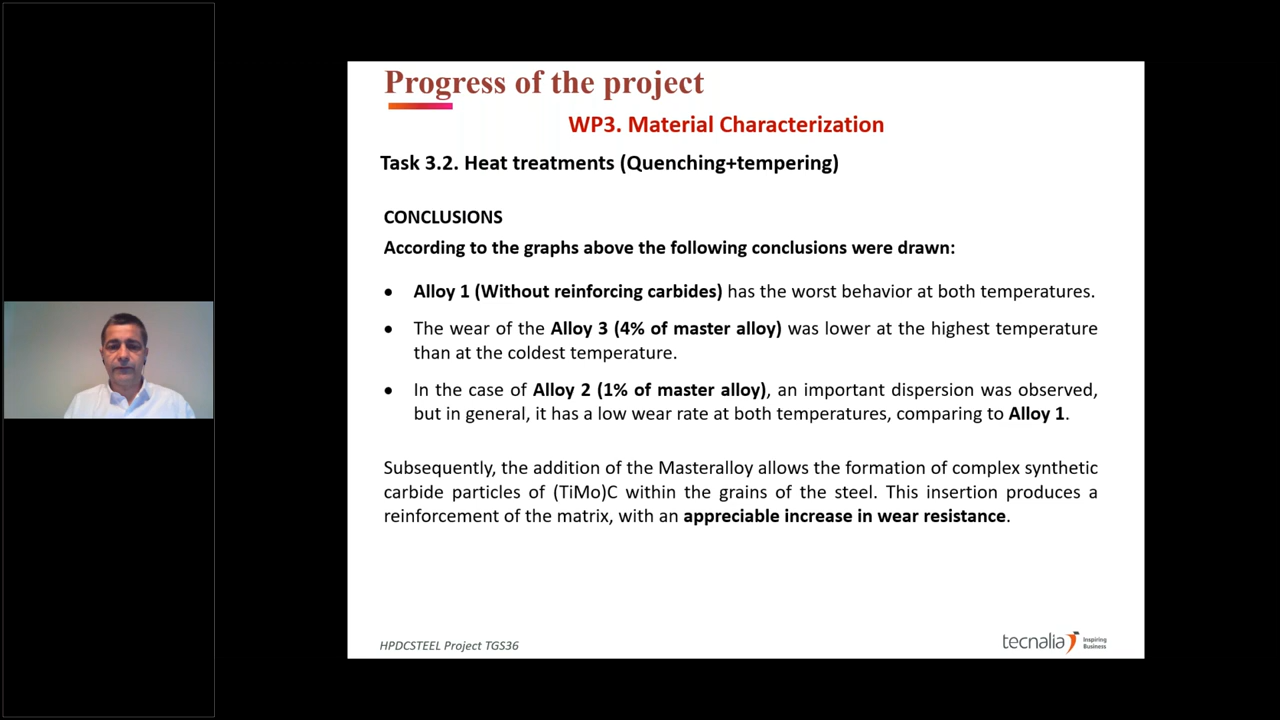 Progress of the project
WP3. Material Characterization
Task 3.2. Heat treatments (Quenching+tempering)
CONCLUSIONS
According to the graphs above the following conclusions were drawn:
• Alloy 1 (Without reinforcing carbides) has the worst behavior at both temperatures.
• The wear of the Alloy 3 (4% of master alloy) was lower at the highest temperature
than at the coldest temperature.
• In the case of Alloy 2 (1% of master alloy), an important dispersion was observed,
but in general, it has a low wear rate at both temperatures, comparing to Alloy 1.
Subsequently, the addition of the Masteralloy allows the formation of complex synthetic
carbide particles of (TiMo)C within the grains of the steel. This insertion produces a
reinforcement of the matrix, with an appreciable increase in wear resistance.
HPDCSTEEL Project TGS36
tecnalia Inspiring
Business